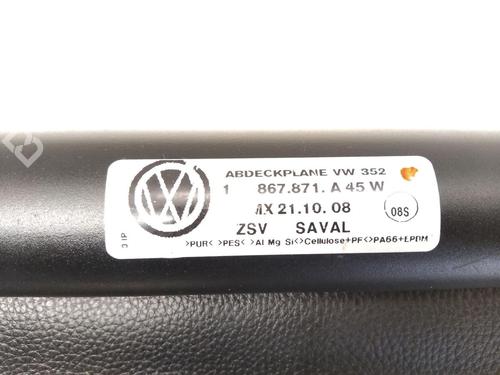 ABDECKPLANE VW 352
1 867.871. A 45 W
MX 21.10.08
08S
ZSV SAVAL
>PUR<>PES<>Al Mg Si<>Cellulose+PF<>PA66+EPDM